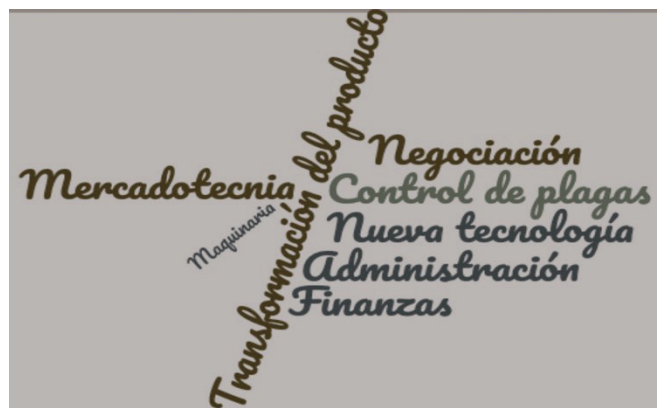 Transformación del producto
Negociación
Mercadotecnia
Control de plagas
Maquinaria
Nueva tecnología
Administración
Finanzas